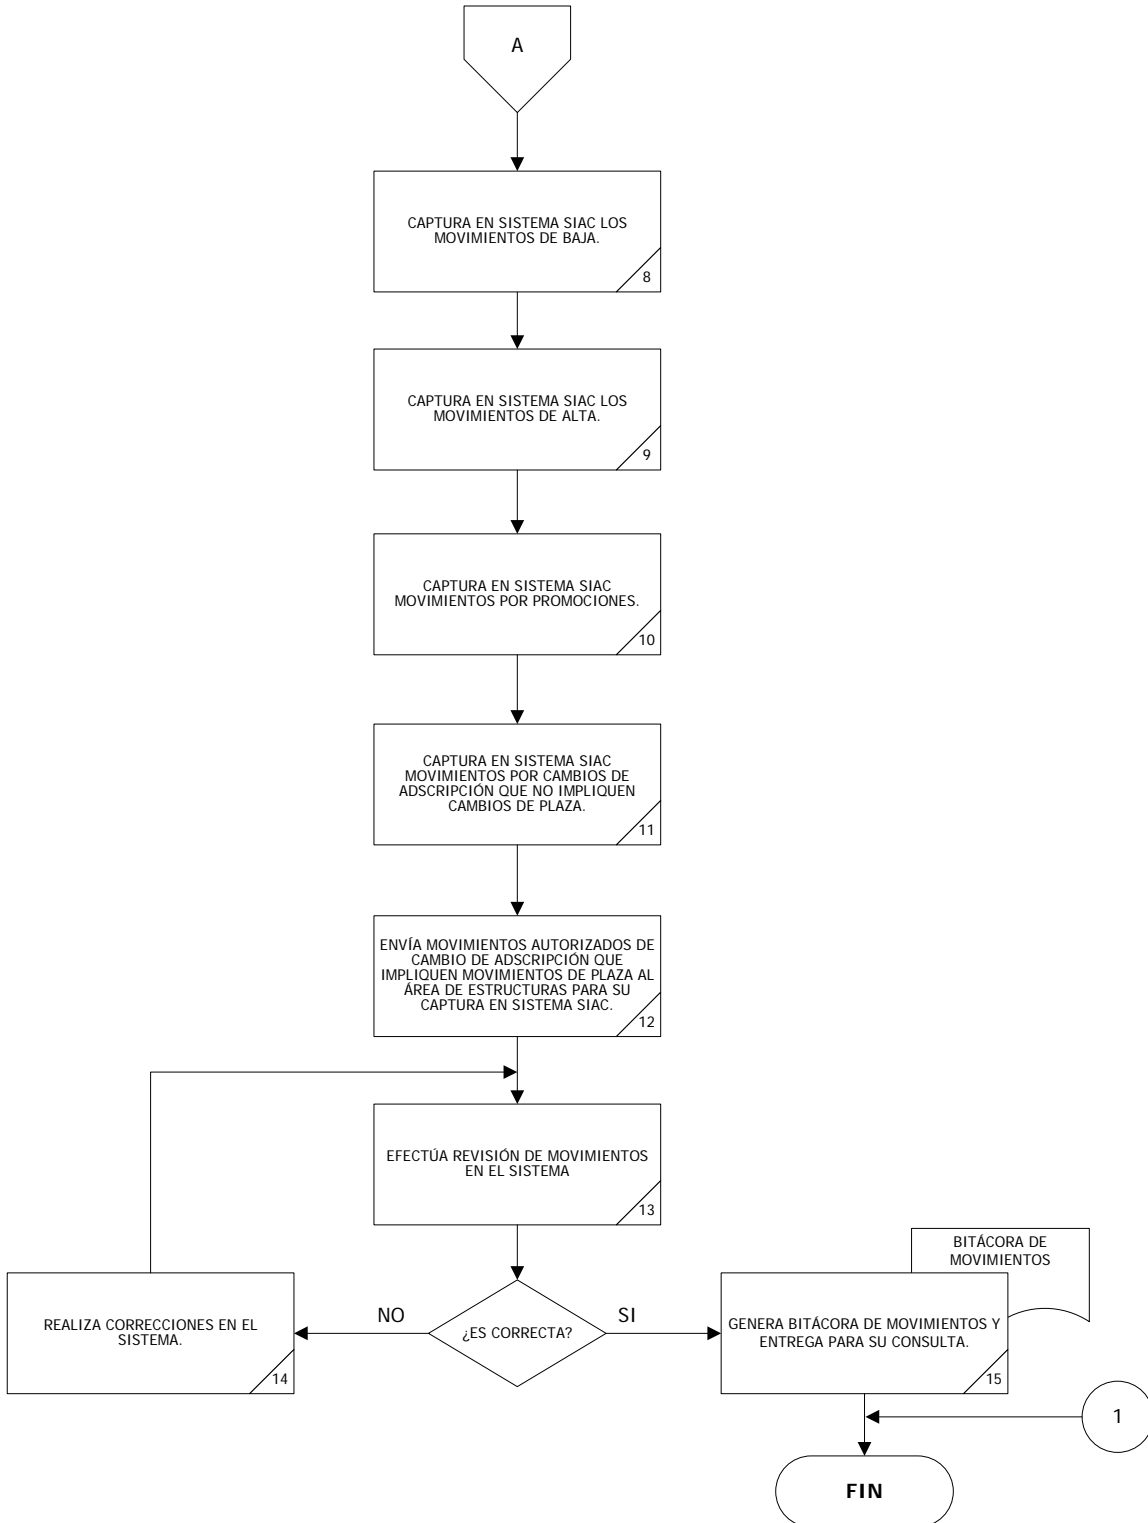 A
CAPTURA EN SISTEMA SIAC LOS
MOVIMIENTOS DE BAJA.
8
CAPTURA EN SISTEMA SIAC LOS
MOVIMIENTOS DE ALTA.
9
CAPTURA EN SISTEMA SIAC
MOVIMIENTOS POR PROMOCIONES.
10
CAPTURA EN SISTEMA SIAC
MOVIMIENTOS POR CAMBIOS DE
ADSCRIPCIÓN QUE NO IMPLIQUEN
CAMBIOS DE PLAZA.
11
ENVÍA MOVIMIENTOS AUTORIZADOS DE
CAMBIO DE ADSCRIPCIÓN QUE
IMPLIQUEN MOVIMIENTOS DE PLAZA AL
ÁREA DE ESTRUCTURAS PARA SU
CAPTURA EN SISTEMA SIAC.
12
EFECTÚA REVISIÓN DE MOVIMIENTOS
EN EL SISTEMA
13
¿ES CORRECTA?
NO
SI
REALIZA CORRECCIONES EN EL
SISTEMA.
14
BITÁCORA DE
MOVIMIENTOS
GENERA BITÁCORA DE MOVIMIENTOS Y
ENTREGA PARA SU CONSULTA.
15
1
FIN